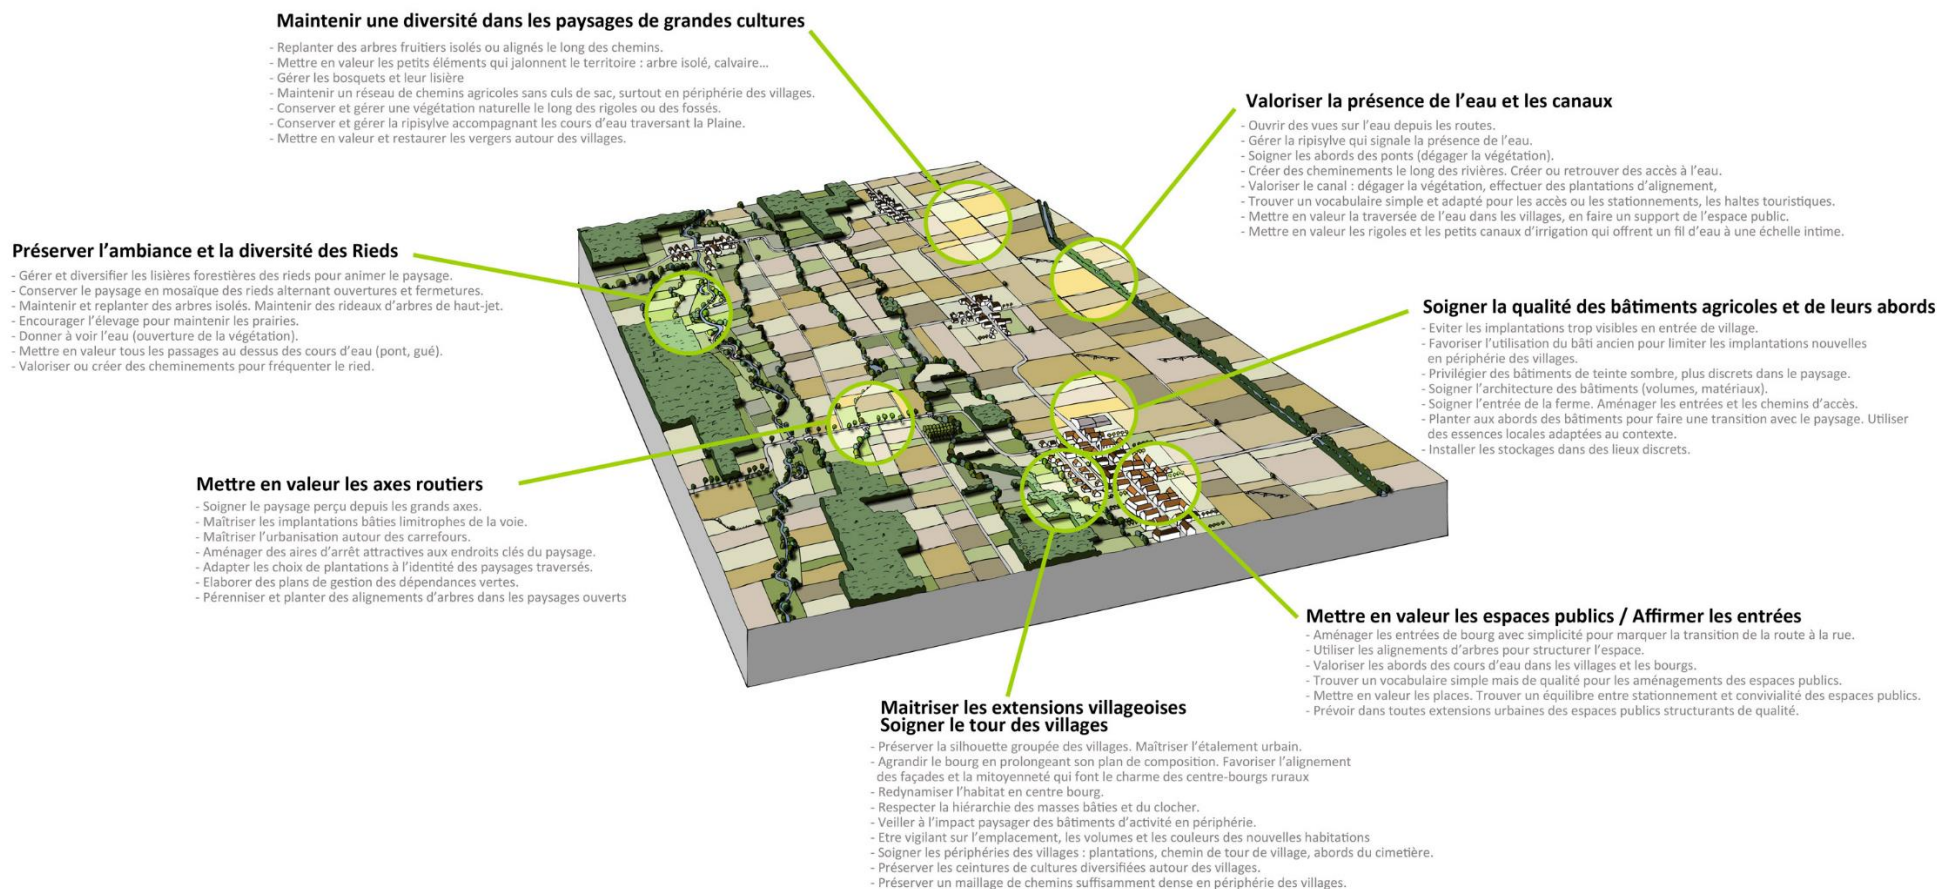 Maintenir une diversité dans les paysages de grandes cultures
- Replanter des arbres fruitiers isolés ou alignés le long des chemins.
- Mettre en valeur les petits éléments qui jalonnent le territoire : arbre isolé, calvaire...
- Gérer les bosquets et leur lisière
- Maintenir un réseau de chemins agricoles sans culs de sac, surtout en périphérie des villages.
- Conserver et gérer une végétation naturelle le long des rigoles ou des fossés.
- Conserver et gérer la ripisylve accompagnant les cours d'eau traversant la Plaine.
- Mettre en valeur et restaurer les vergers autour des villages.
Valoriser la présence de l'eau et les canaux
- Ouvrir des vues sur l'eau depuis les routes.
- Gérer la ripisylve qui signale la présence de l'eau.
- Soigner les abords des ponts (dégager la végétation).
- Créer des cheminements le long des rivières. Créer ou retrouver des accès à l'eau.
- Valoriser le canal : dégager la végétation, effectuer des plantations d'alignement,
- Trouver un vocabulaire simple et adapté pour les accès ou les stationnements, les haltes touristiques.
- Mettre en valeur la traversée de l'eau dans les villages, en faire un support de l'espace public.
- Mettre en valeur les rigoles et les petits canaux d'irrigation qui offrent un fil d'eau à une échelle intime.
Préserver l'ambiance et la diversité des Rieds
- Gérer et diversifier les lisières forestières des rieds pour animer le paysage.
- Conserver le paysage en mosaïque des rieds alternant ouvertures et fermetures.
- Maintenir et replanter des arbres isolés. Maintenir des rideaux d'arbres de haut-jet.
- Encourager l'élevage pour maintenir les prairies.
- Donner à voir l'eau (ouverture de la végétation).
- Mettre en valeur tous les passages au dessus des cours d'eau (pont, gué).
- Valoriser ou créer des cheminements pour fréquenter le ried.
Soigner la qualité des bâtiments agricoles et de leurs abords
- Eviter les implantations trop visibles en entrée de village.
- Favoriser l'utilisation du bâti ancien pour limiter les implantations nouvelles
en périphérie des villages.
- Privilégier des bâtiments de teinte sombre, plus discrets dans le paysage.
- Soigner l'architecture des bâtiments (volumes, matériaux).
- Soigner l'entrée de la ferme. Aménager les entrées et les chemins d'accès.
- Planter aux abords des bâtiments pour faire une transition avec le paysage. Utiliser
des essences locales adaptées au contexte.
- Installer les stockages dans des lieux discrets.
Mettre en valeur les axes routiers
- Soigner le paysage perçu depuis les grands axes.
- Maîtriser les implantations bâties limitrophes de la voie.
- Maîtriser l'urbanisation autour des carrefours.
- Aménager des aires d'arrêt attractives aux endroits clés du paysage.
- Adapter les choix de plantations à l'identité des paysages traversés.
- Elaborer des plans de gestion des dépendances vertes.
- Pérenniser et planter des alignements d'arbres dans les paysages ouverts
Mettre en valeur les espaces publics / Affirmer les entrées
- Aménager les entrées de bourg avec simplicité pour marquer la transition de la route à la rue.
- Utiliser les alignements d'arbres pour structurer l'espace.
- Valoriser les abords des cours d'eau dans les villages et les bourgs.
- Trouver un vocabulaire simple mais de qualité pour les aménagements des espaces publics.
- Mettre en valeur les places. Trouver un équilibre entre stationnement et convivialité des espaces publics.
- Prévoir dans toutes extensions urbaines des espaces publics structurants de qualité.
Maitriser les extensions villageoises
Soigner le tour des villages
- Préserver la silhouette groupée des villages. Maîtriser l'étalement urbain.
- Agrandir le bourg en prolongeant son plan de composition. Favoriser l'alignement
des façades et la mitoyenneté qui font le charme des centre-bourgs ruraux
- Redynamiser l'habitat en centre bourg.
- Respecter la hiérarchie des masses bâties et du clocher.
- Veiller à l'impact paysager des bâtiments d'activité en périphérie.
- Etre vigilant sur l'emplacement, les volumes et les couleurs des nouvelles habitations
- Soigner les périphéries des villages : plantations, chemin de tour de village, abords du cimetière.
- Préserver les ceintures de cultures diversifiées autour des villages.
- Préserver un maillage de chemins suffisamment dense en périphérie des villages.